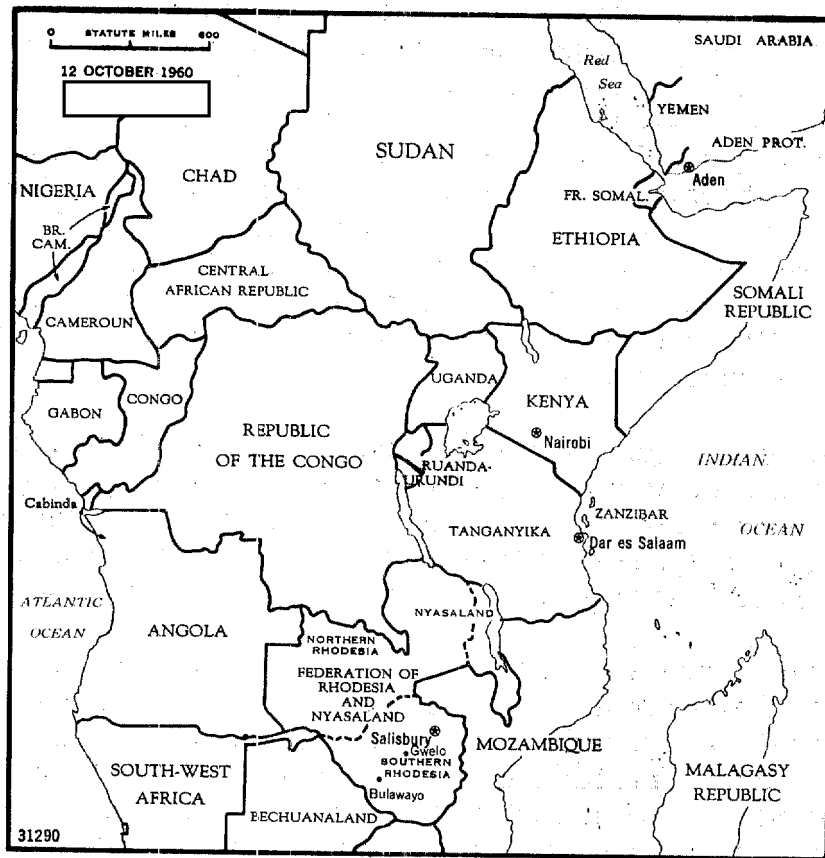 0 STATUTE MILES 600
12 OCTOBER 1960
SAUDI ARABIA
Red
Sea
YEMEN
ADEN PROT.
Aden
SUDAN
CHAD
NIGERIA
BR.
CAM.
FR. SOMAL.
ETHIOPIA
CENTRAL
AFRICAN REPUBLIC
SOMALI
REPUBLIC
CAMEROUN
UGANDA
KENYA
GABON
CONGO
REPUBLIC
OF THE CONGO
Nairobi
RUANDA-
URUNDI
INDIAN
OCEAN
Cabinda
ZANZIBAR
TANGANYIKA
Dar es Salaam
ATLANTIC
OCEAN
ANGOLA
NYASALAND
NORTHERN
RHODESIA
FEDERATION OF
RHODESIA
AND
NYASALAND
Salisbury
Gwelo
SOUTHERN
RHODESIA
Bulawayo
MOZAMBIQUE
SOUTH-WEST
AFRICA
BECHUANALAND
MALAGASY
REPUBLIC
31290